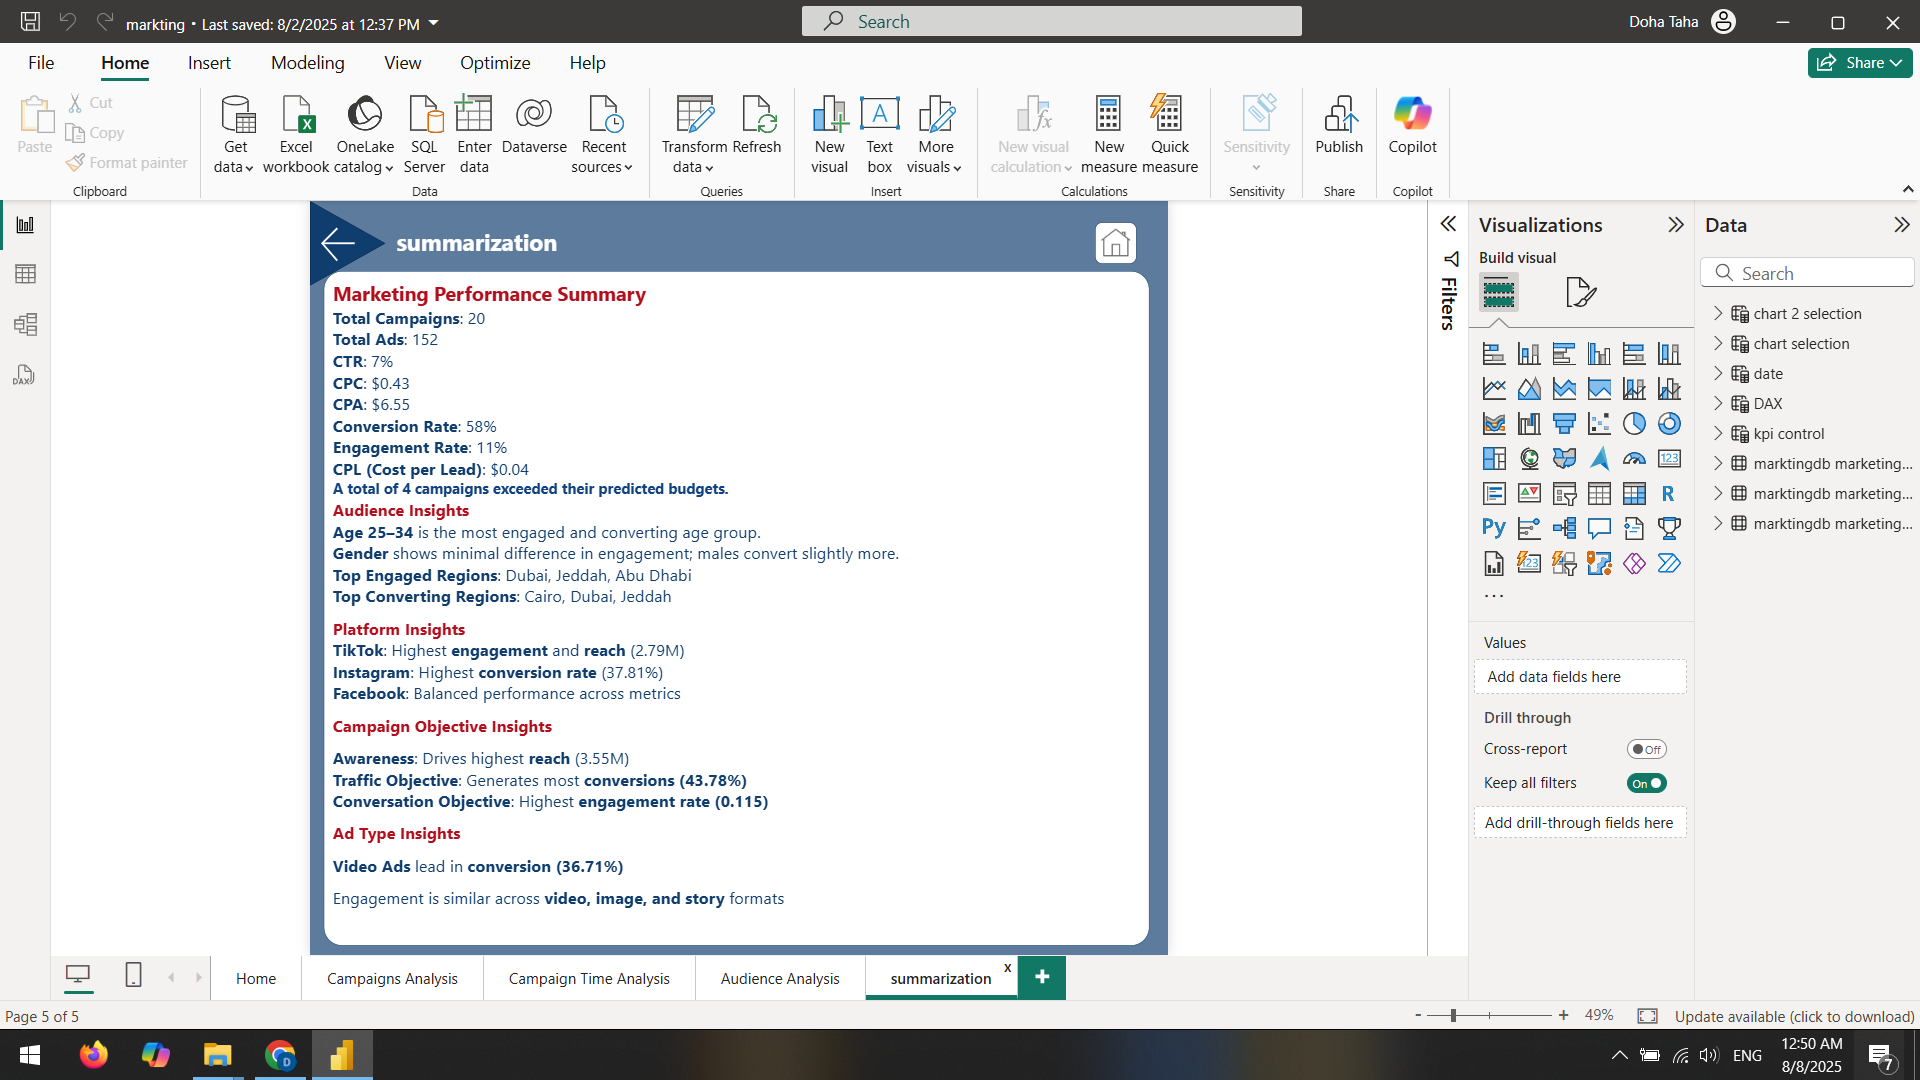 markting • Last saved: 8/2/2025 at 12:37 PM
Search
Doha Taha
File
Home
Insert
Modeling
View
Optimize
Help
Share
Paste
Cut
Copy
Format painter
Clipboard
Get data
Excel workbook
OneLake catalog
SQL Server
Enter data
Dataverse
Recent sources
Data
Transform data
Refresh
Queries
New visual
Text box
More visuals
Insert
New visual calculation
New measure
Quick measure
Calculations
Sensitivity
Sensitivity
Publish
Share
Copilot
Copilot
summarization
Marketing Performance Summary
Total Campaigns: 20
Total Ads: 152
CTR: 7%
CPC: $0.43
CPA: $6.55
Conversion Rate: 58%
Engagement Rate: 11%
CPL (Cost per Lead): $0.04
A total of 4 campaigns exceeded their predicted budgets.
Audience Insights
Age 25–34 is the most engaged and converting age group.
Gender shows minimal difference in engagement; males convert slightly more.
Top Engaged Regions: Dubai, Jeddah, Abu Dhabi
Top Converting Regions: Cairo, Dubai, Jeddah
Platform Insights
TikTok: Highest engagement and reach (2.79M)
Instagram: Highest conversion rate (37.81%)
Facebook: Balanced performance across metrics
Campaign Objective Insights
Awareness: Drives highest reach (3.55M)
Traffic Objective: Generates most conversions (43.78%)
Conversation Objective: Highest engagement rate (0.115)
Ad Type Insights
Video Ads lead in conversion (36.71%)
Engagement is similar across video, image, and story formats
Filters
Visualizations
Build visual
123
R
Py
123
...
Values
Add data fields here
Drill through
Cross-report
Off
Keep all filters
On
Add drill-through fields here
Data
Search
chart 2 selection
chart selection
date
DAX
kpi control
marktingdb marketing...
marktingdb marketing...
marktingdb marketing...
DAX
Home
Campaigns Analysis
Campaign Time Analysis
Audience Analysis
summarization
x
+
Page 5 of 5
- + 49%
Update available (click to download)
ENG
12:50 AM
8/8/2025
7